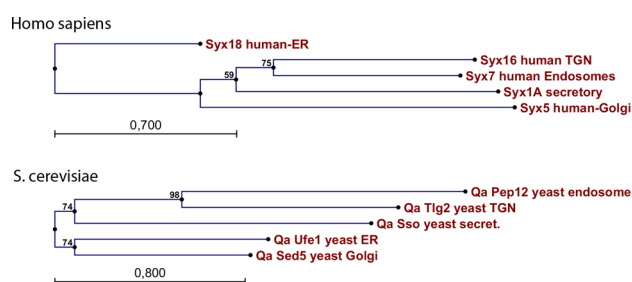 Homo sapiens
Syx18 human-ER
Syx16 human TGN
75
Syx7 human Endosomes
59
Syx1A secretory
Syx5 human-Golgi
0,700
S. cerevisiae
98
Qa Pep12 yeast endosome
Qa Tlg2 yeast TGN
74
Qa Sso yeast secret.
Qa Ufe1 yeast ER
74
Qa Sed5 yeast Golgi
0,800